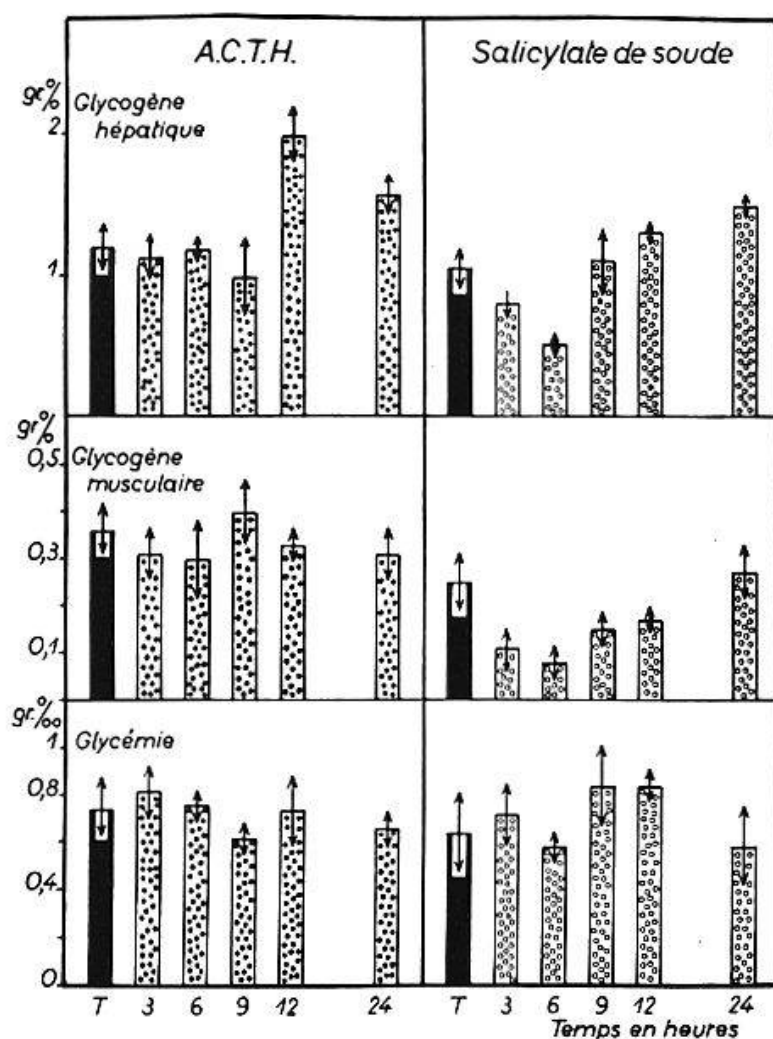 A.C.T.H.
Salicylate de soude
gr.%
Glycogène
hépatique
2
1
gr.%
0,5
Glycogène
musculaire
0,3
0,1
gr.‰
Glycémie
1
0,8
0,4
0
T 3 6 9 12 24
T 3 6 9 12 24
Temps en heures